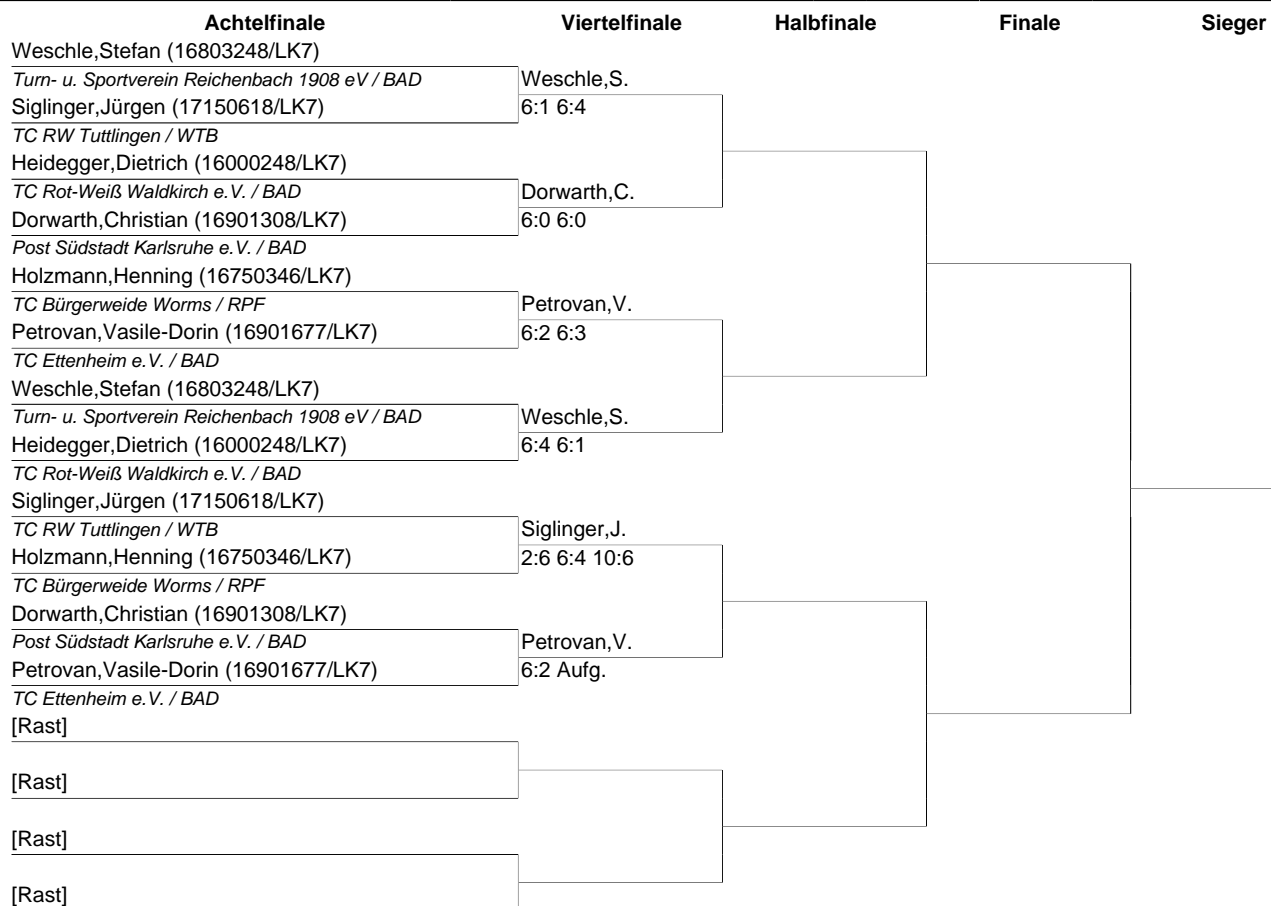 Achtelfinale Viertelfinale Halbfinale Finale Sieger
Weschle,Stefan (16803248/LK7)
Turn- u. Sportverein Reichenbach 1908 eV / BAD Weschle,S.
Siglinger,Jürgen (17150618/LK7) 6:1 6:4
TC RW Tuttlingen / WTB
Heidegger,Dietrich (16000248/LK7)
TC Rot-Weiß Waldkirch e.V. / BAD Dorwarth,C.
Dorwarth,Christian (16901308/LK7) 6:0 6:0
Post Südstadt Karlsruhe e.V. / BAD
Holzmann,Henning (16750346/LK7)
TC Bürgerweide Worms / RPF Petrovan,V.
Petrovan,Vasile-Dorin (16901677/LK7) 6:2 6:3
TC Ettenheim e.V. / BAD
Weschle,Stefan (16803248/LK7)
Turn- u. Sportverein Reichenbach 1908 eV / BAD Weschle,S.
Heidegger,Dietrich (16000248/LK7) 6:4 6:1
TC Rot-Weiß Waldkirch e.V. / BAD
Siglinger,Jürgen (17150618/LK7)
TC RW Tuttlingen / WTB Siglinger,J.
Holzmann,Henning (16750346/LK7) 2:6 6:4 10:6
TC Bürgerweide Worms / RPF
Dorwarth,Christian (16901308/LK7)
Post Südstadt Karlsruhe e.V. / BAD Petrovan,V.
Petrovan,Vasile-Dorin (16901677/LK7) 6:2 Aufg.
TC Ettenheim e.V. / BAD
[Rast]
[Rast]
[Rast]
[Rast]